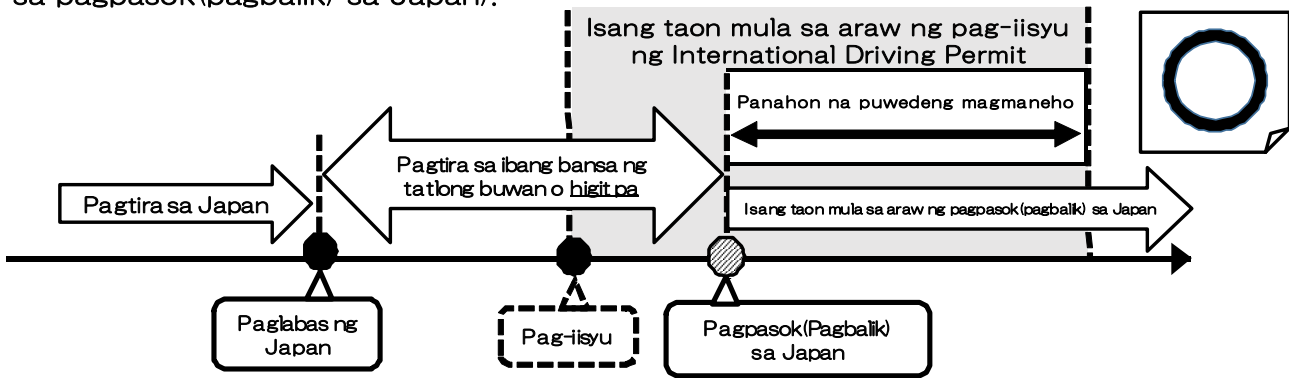 sa pagpasok(pagbalik) sa Japan).
Isang taon mula sa araw ng pag-iisyu
ng International Driving Permit
Panahon na puwedeng magmaneho
Pagtira sa ibang bansa ng
tatlong buwan o higit pa
Pagtira sa Japan
Isang taon mula sa araw ng pagpasok(pagbalik) sa Japan
Paglabas ng
Japan
Pag-iisyu
Pagpasok(Pagbalik)
sa Japan